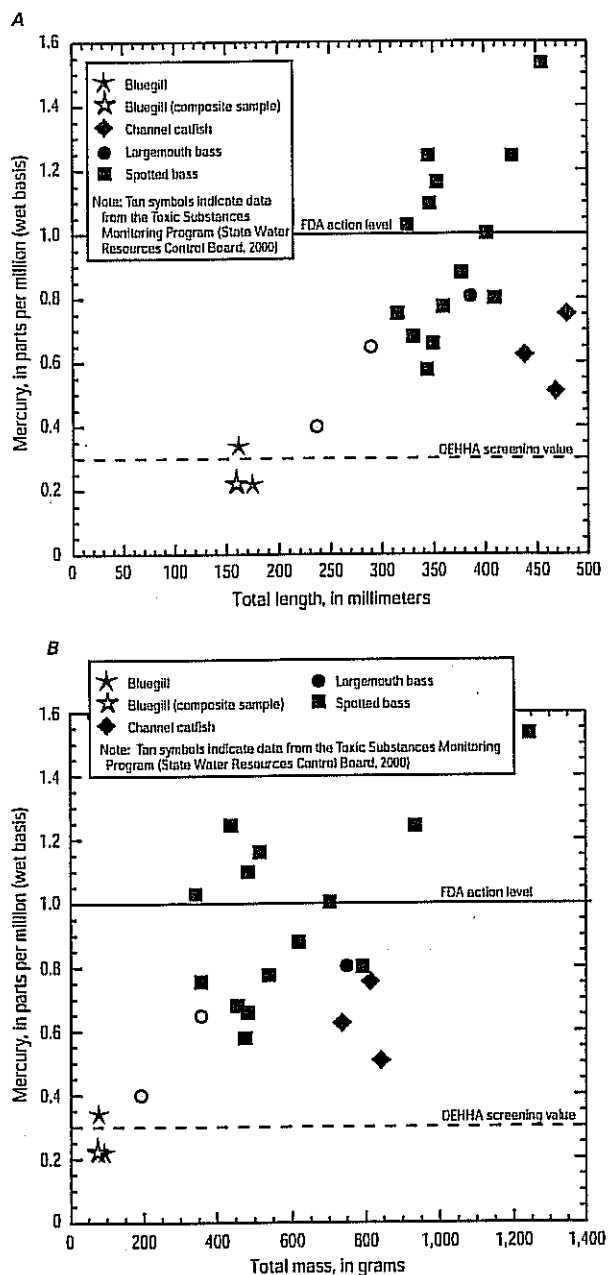 A
1.6
1.4
1.2
1.0
0.8
0.6
0.4
0.2
0
Mercury, in parts per million (wet basis)
Bluegill
Bluegill (composite sample)
Channel catfish
Largemouth bass
Spotted bass
Note: Tan symbols indicate data
from the Toxic Substances
Monitoring Program (State Water
Resources Control Board, 2000)
FDA action level
OEHHA screening value
0 50 100 150 200 250 300 350 400 450 500
Total length, in millimeters
B
Bluegill
Bluegill (composite sample)
Channel catfish
Largemouth bass
Spotted bass
Note: Tan symbols indicate data from the Toxic Substances Monitoring
Program (State Water Resources Control Board, 2000)
1.6
1.4
1.2
1.0
0.8
0.6
0.4
0.2
0
Mercury, in parts per million (wet basis)
FDA action level
OEHHA screening value
0 200 400 600 800 1,000 1,200 1,400
Total mass, in grams